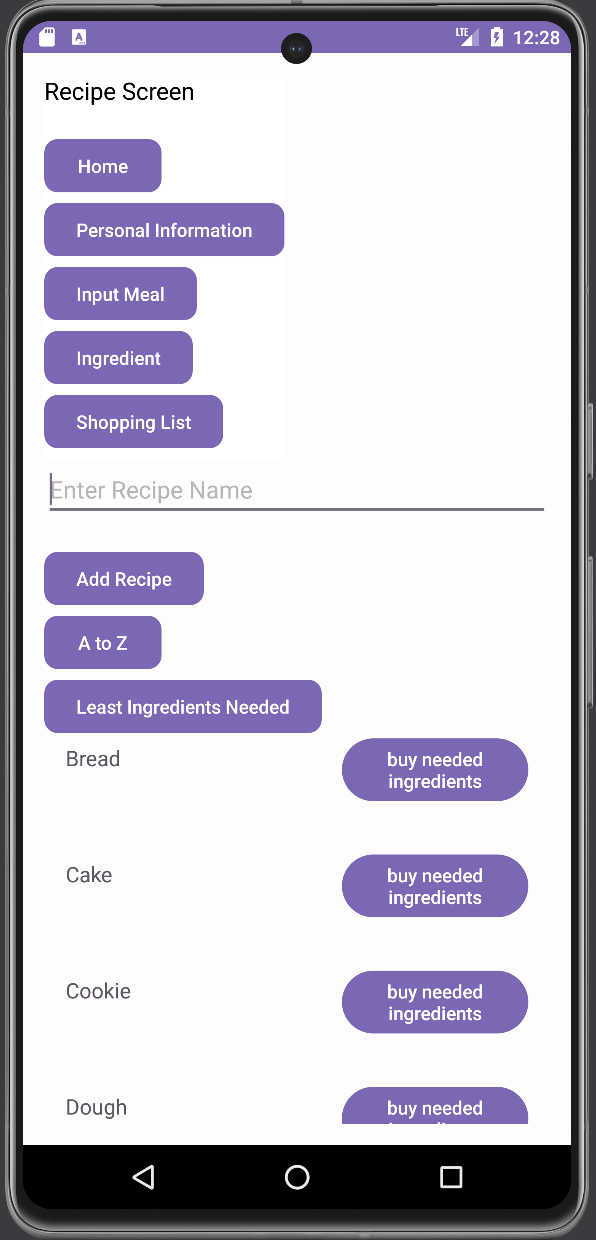 LTE 12:28
Recipe Screen
Home
Personal Information
Input Meal
Ingredient
Shopping List
Enter Recipe Name
Add Recipe
A to Z
Least Ingredients Needed
Bread
buy needed
ingredients
Cake
buy needed
ingredients
Cookie
buy needed
ingredients
Dough
buy needed